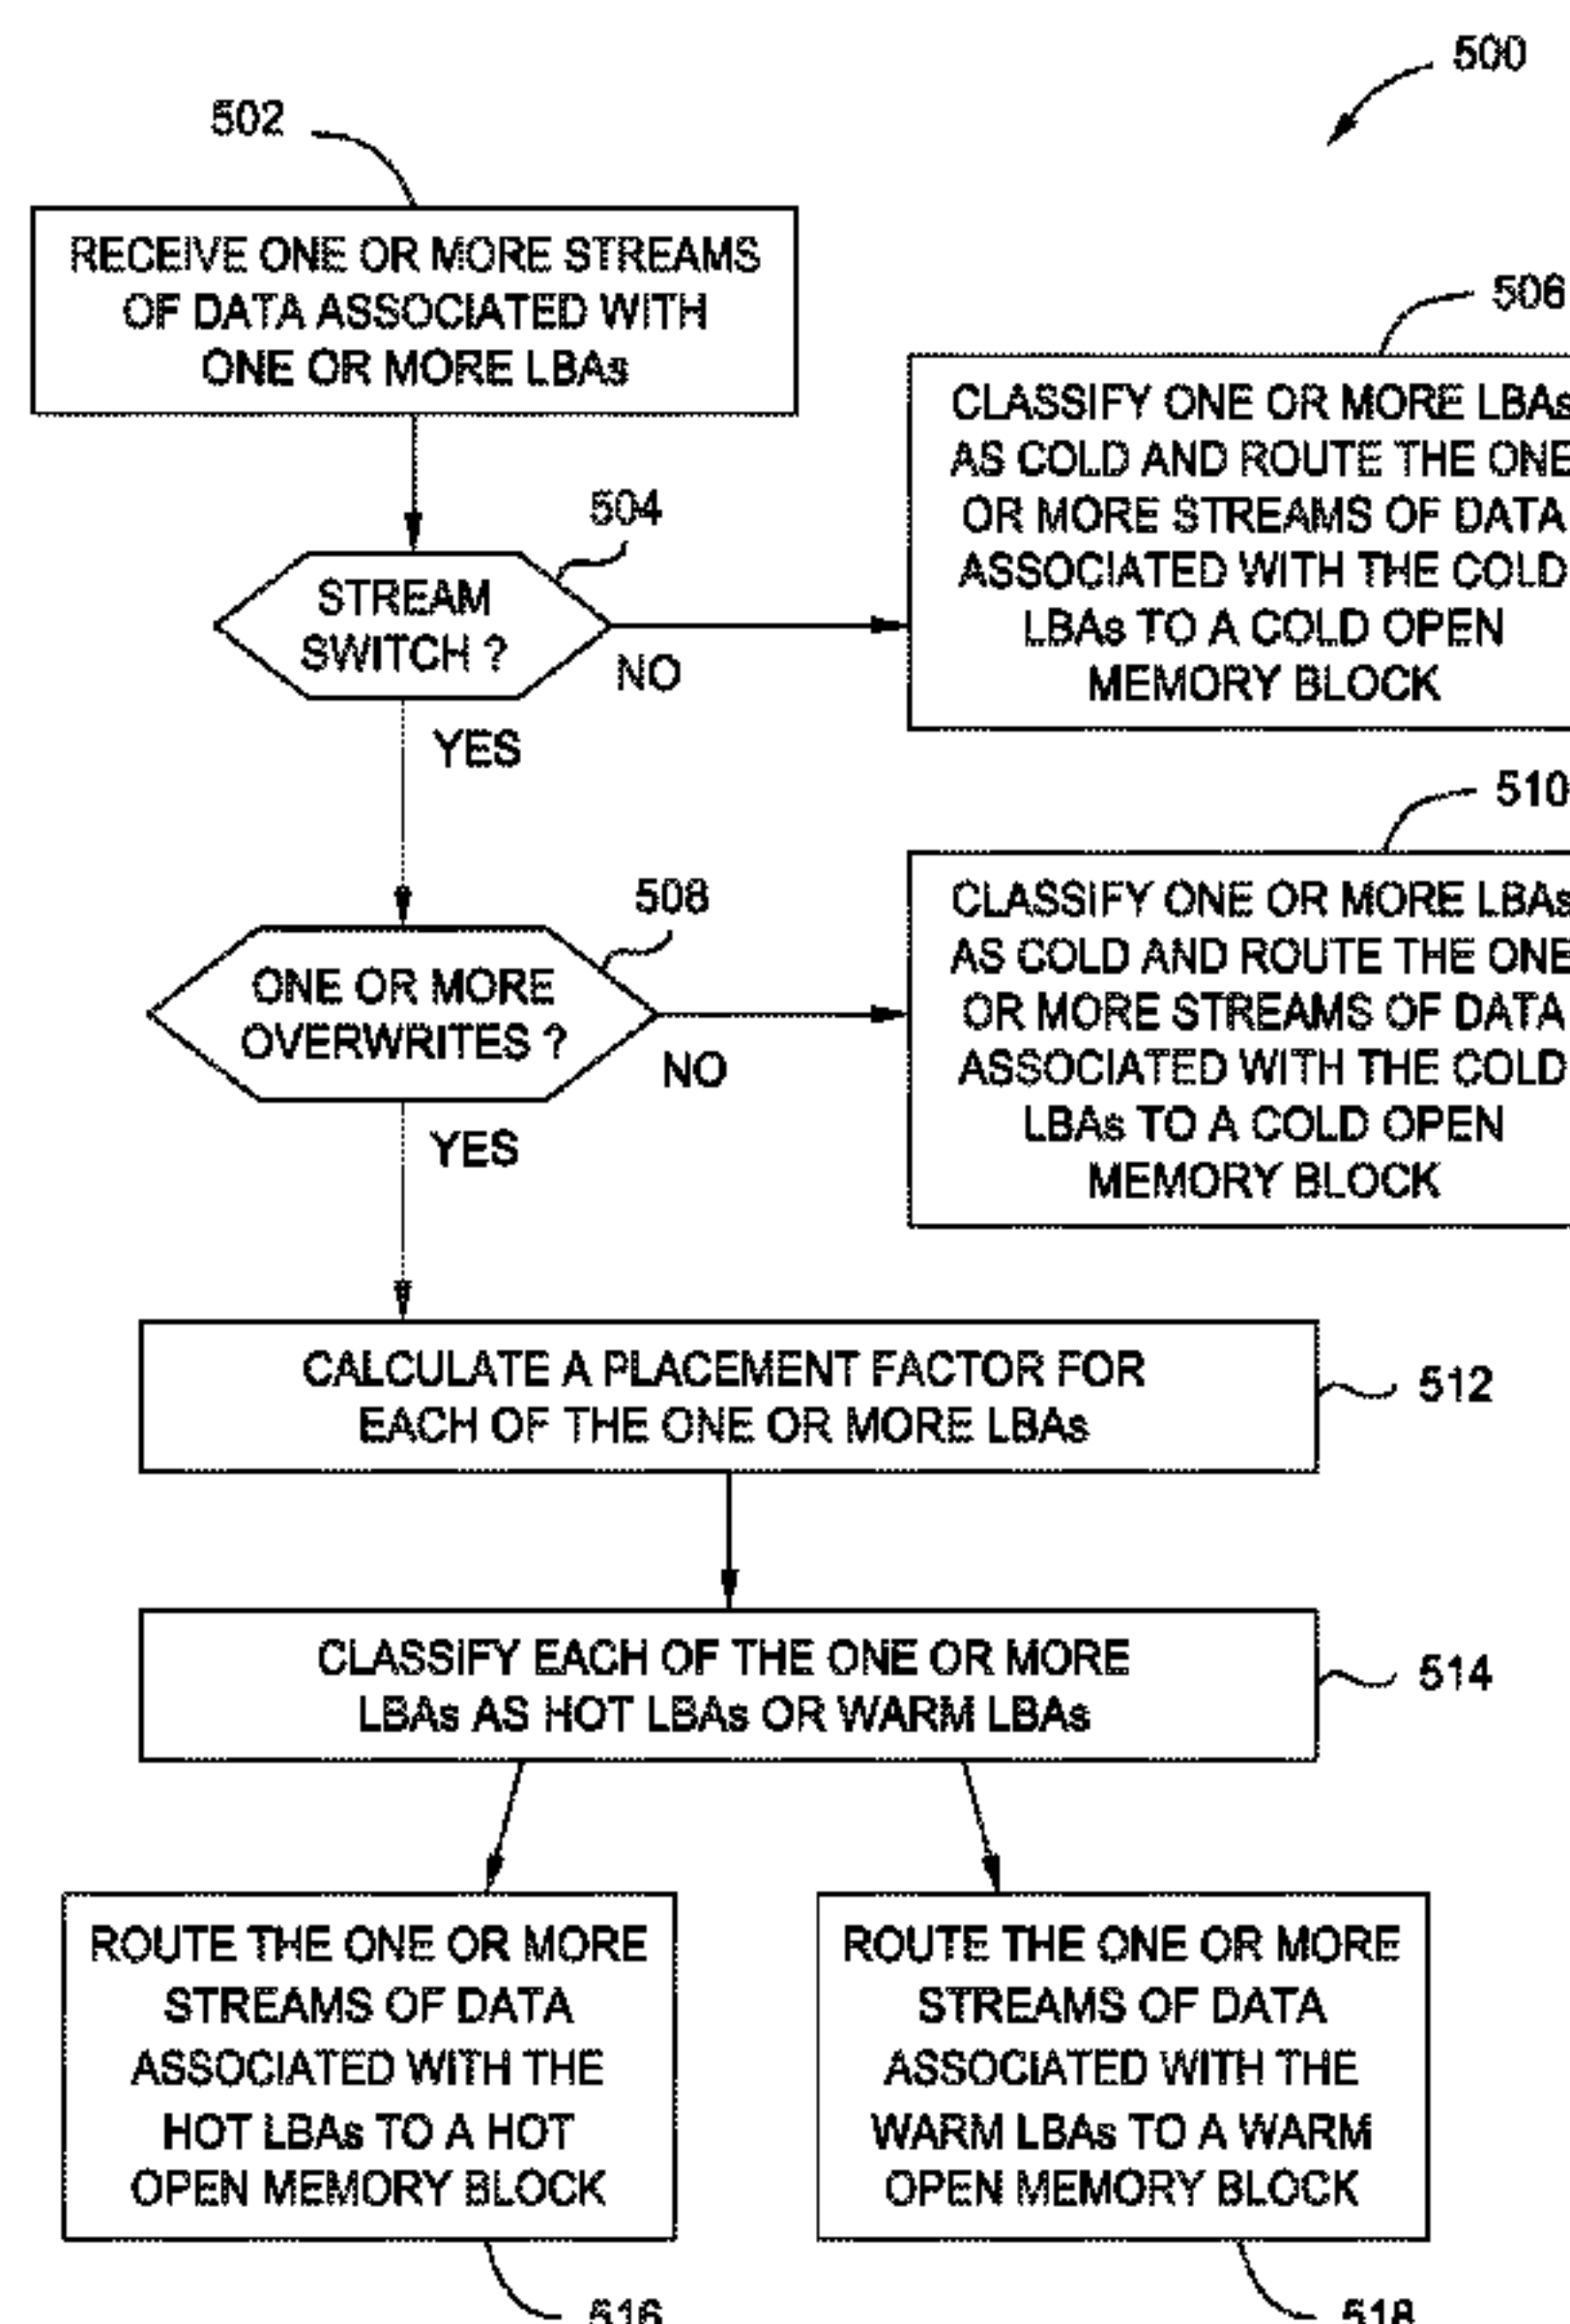 500
502
RECEIVE ONE OR MORE STREAMS
OF DATA ASSOCIATED WITH
ONE OR MORE LBAs
504
STREAM
SWITCH ?
NO
YES
506
CLASSIFY ONE OR MORE LBAs
AS COLD AND ROUTE THE ONE
OR MORE STREAMS OF DATA
ASSOCIATED WITH THE COLD
LBAs TO A COLD OPEN
MEMORY BLOCK
508
ONE OR MORE
OVERWRITES ?
NO
YES
510
CLASSIFY ONE OR MORE LBAs
AS COLD AND ROUTE THE ONE
OR MORE STREAMS OF DATA
ASSOCIATED WITH THE COLD
LBAs TO A COLD OPEN
MEMORY BLOCK
CALCULATE A PLACEMENT FACTOR FOR
EACH OF THE ONE OR MORE LBAs
512
CLASSIFY EACH OF THE ONE OR MORE
LBAs AS HOT LBAs OR WARM LBAs
514
ROUTE THE ONE OR MORE
STREAMS OF DATA
ASSOCIATED WITH THE
HOT LBAs TO A HOT
OPEN MEMORY BLOCK
516
ROUTE THE ONE OR MORE
STREAMS OF DATA
ASSOCIATED WITH THE
WARM LBAs TO A WARM
OPEN MEMORY BLOCK
518